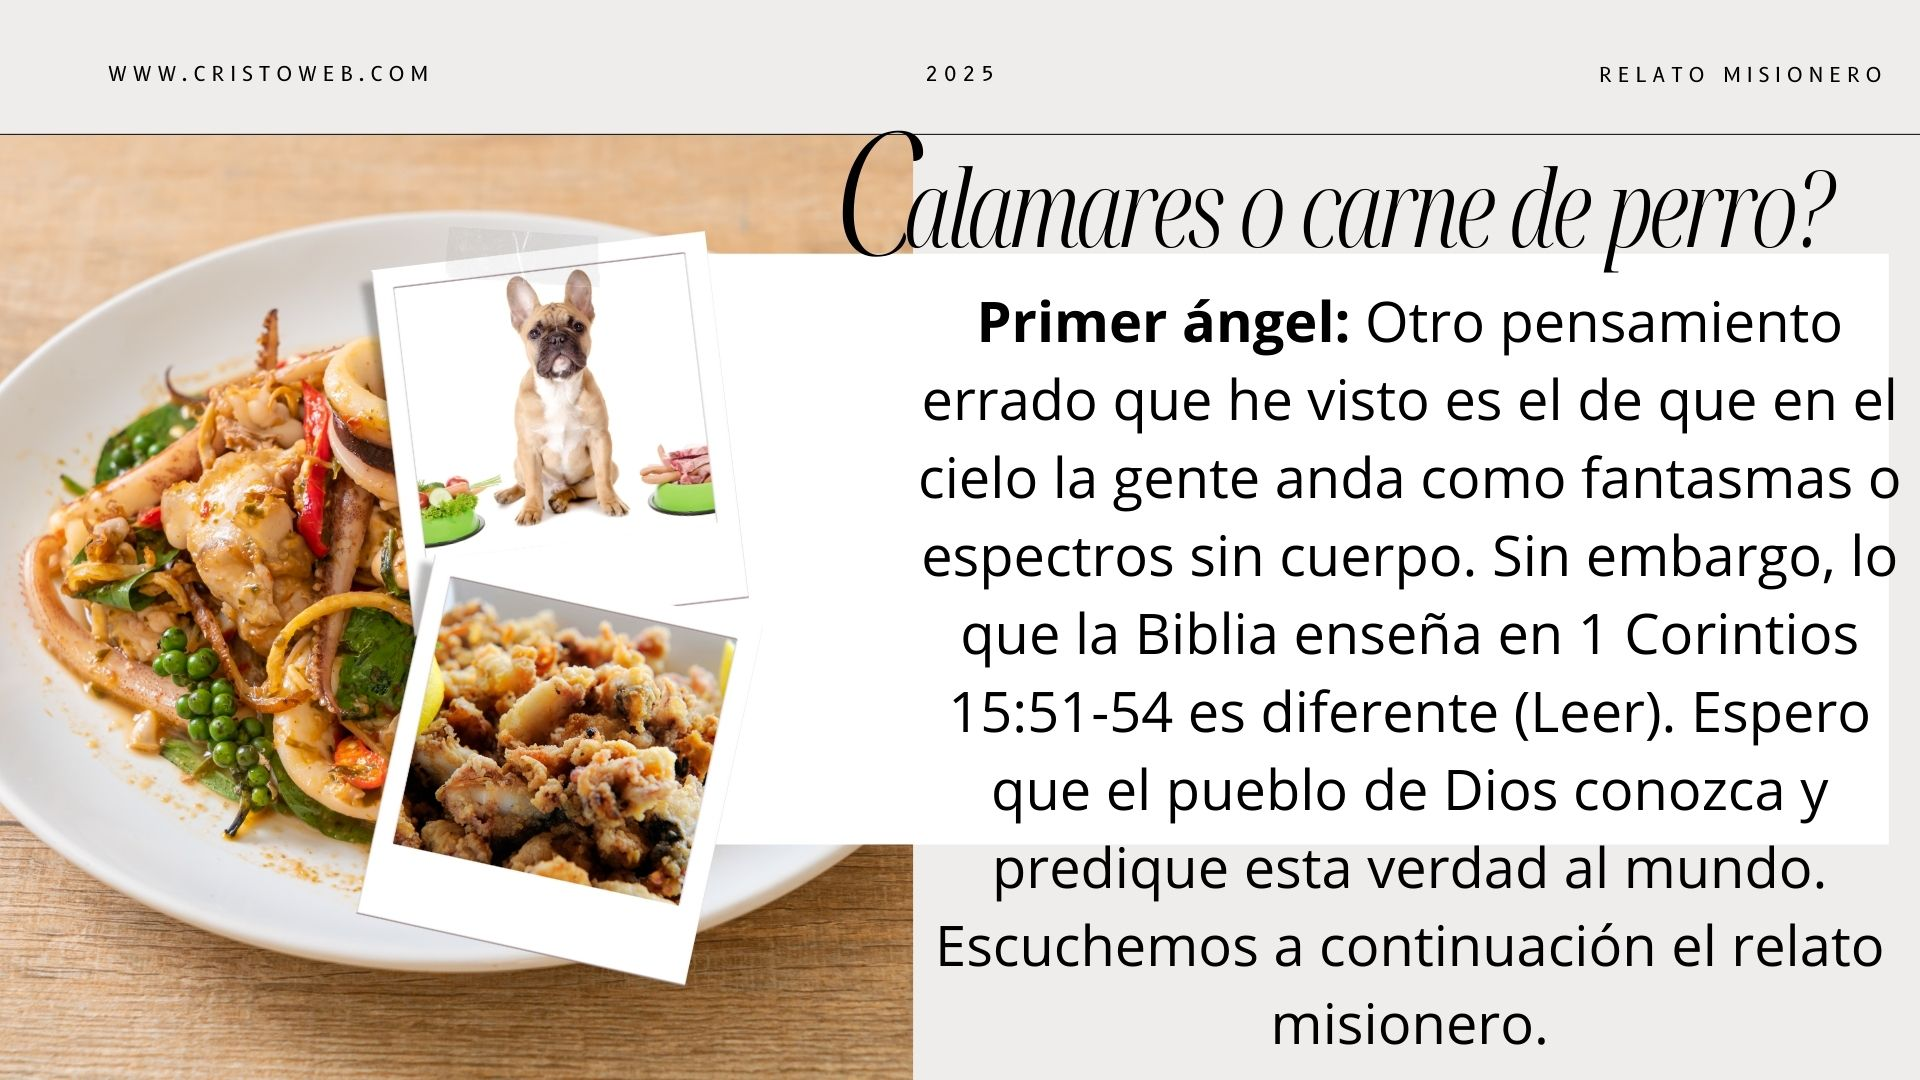 WWW.CRISTOWEB.COM
2025
RELATO MISIONERO
Calamares o carne de perro?
Primer ángel: Otro pensamiento
errado que he visto es el de que en el
cielo la gente anda como fantasmas o
espectros sin cuerpo. Sin embargo, lo
que la Biblia enseña en 1 Corintios
15:51-54 es diferente (Leer). Espero
que el pueblo de Dios conozca y
predique esta verdad al mundo.
Escuchemos a continuación el relato
misionero.